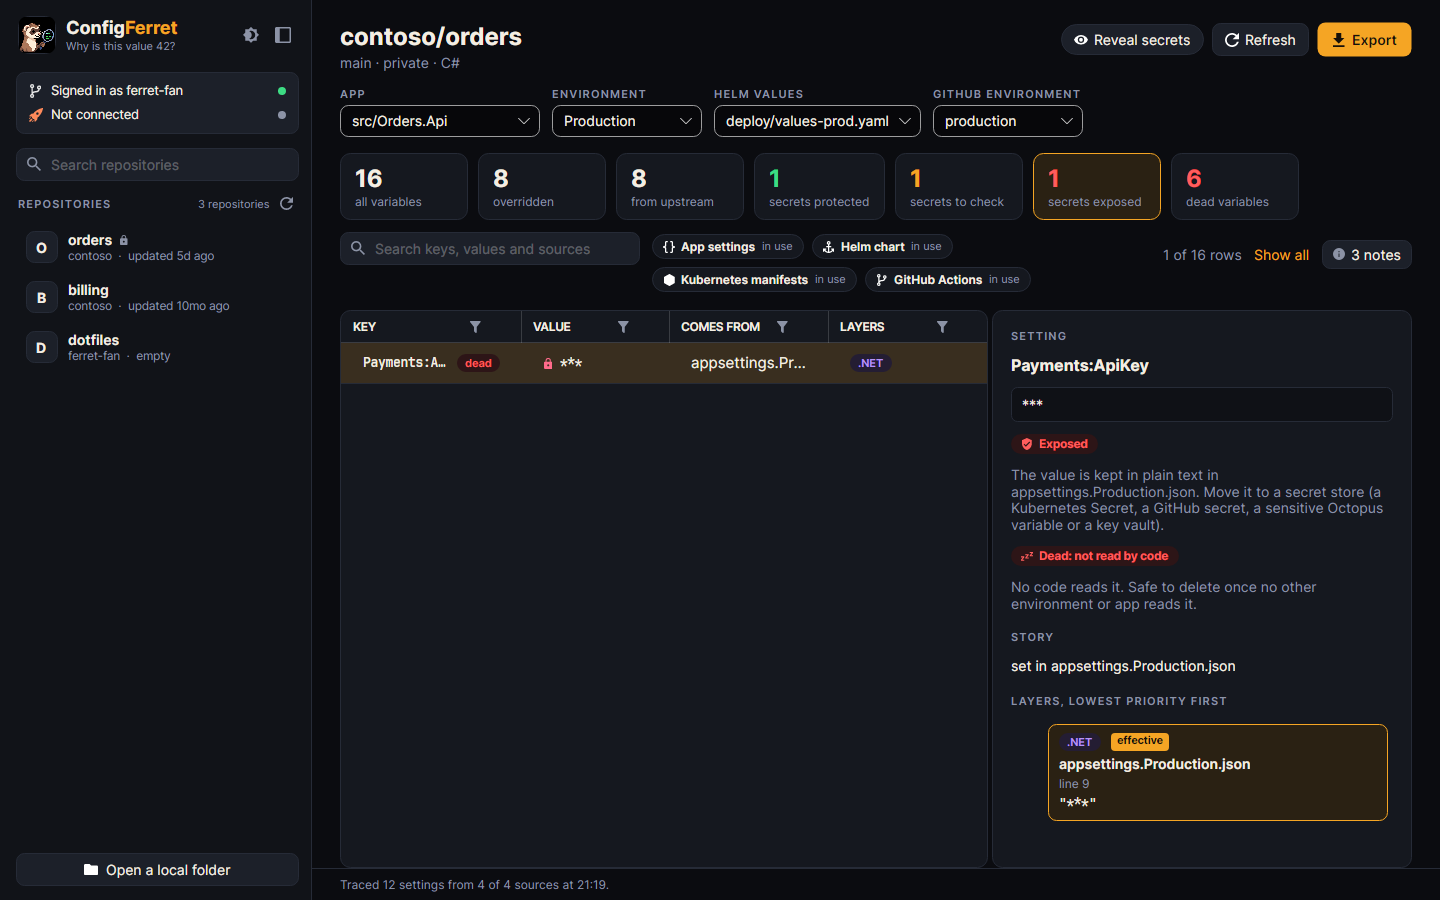 ConfigFerret
Why is this value 42?
Signed in as ferret-fan
Not connected
Search repositories
REPOSITORIES
3 repositories
O
orders
contoso · updated 5d ago
B
billing
contoso · updated 10mo ago
D
dotfiles
ferret-fan · empty
Open a local folder
contoso/orders
main · private · C#
Reveal secrets
Refresh
Export
APP
src/Orders.Api
ENVIRONMENT
Production
HELM VALUES
deploy/values-prod.yaml
GITHUB ENVIRONMENT
production
16
all variables
8
overridden
8
from upstream
1
secrets protected
1
secrets to check
1
secrets exposed
6
dead variables
Search keys, values and sources
{} App settings in use
Helm chart in use
Kubernetes manifests in use
GitHub Actions in use
1 of 16 rows
Show all
3 notes
KEY
VALUE
COMES FROM
LAYERS
Payments:A…
dead
***
appsettings.Pr…
.NET
SETTING
Payments:ApiKey
***
Exposed
The value is kept in plain text in
appsettings.Production.json. Move it to a secret store (a
Kubernetes Secret, a GitHub secret, a sensitive Octopus
variable or a key vault).
zzz Dead: not read by code
No code reads it. Safe to delete once no other
environment or app reads it.
STORY
set in appsettings.Production.json
LAYERS, LOWEST PRIORITY FIRST
.NET
effective
appsettings.Production.json
line 9
"***"
Traced 12 settings from 4 of 4 sources at 21:19.